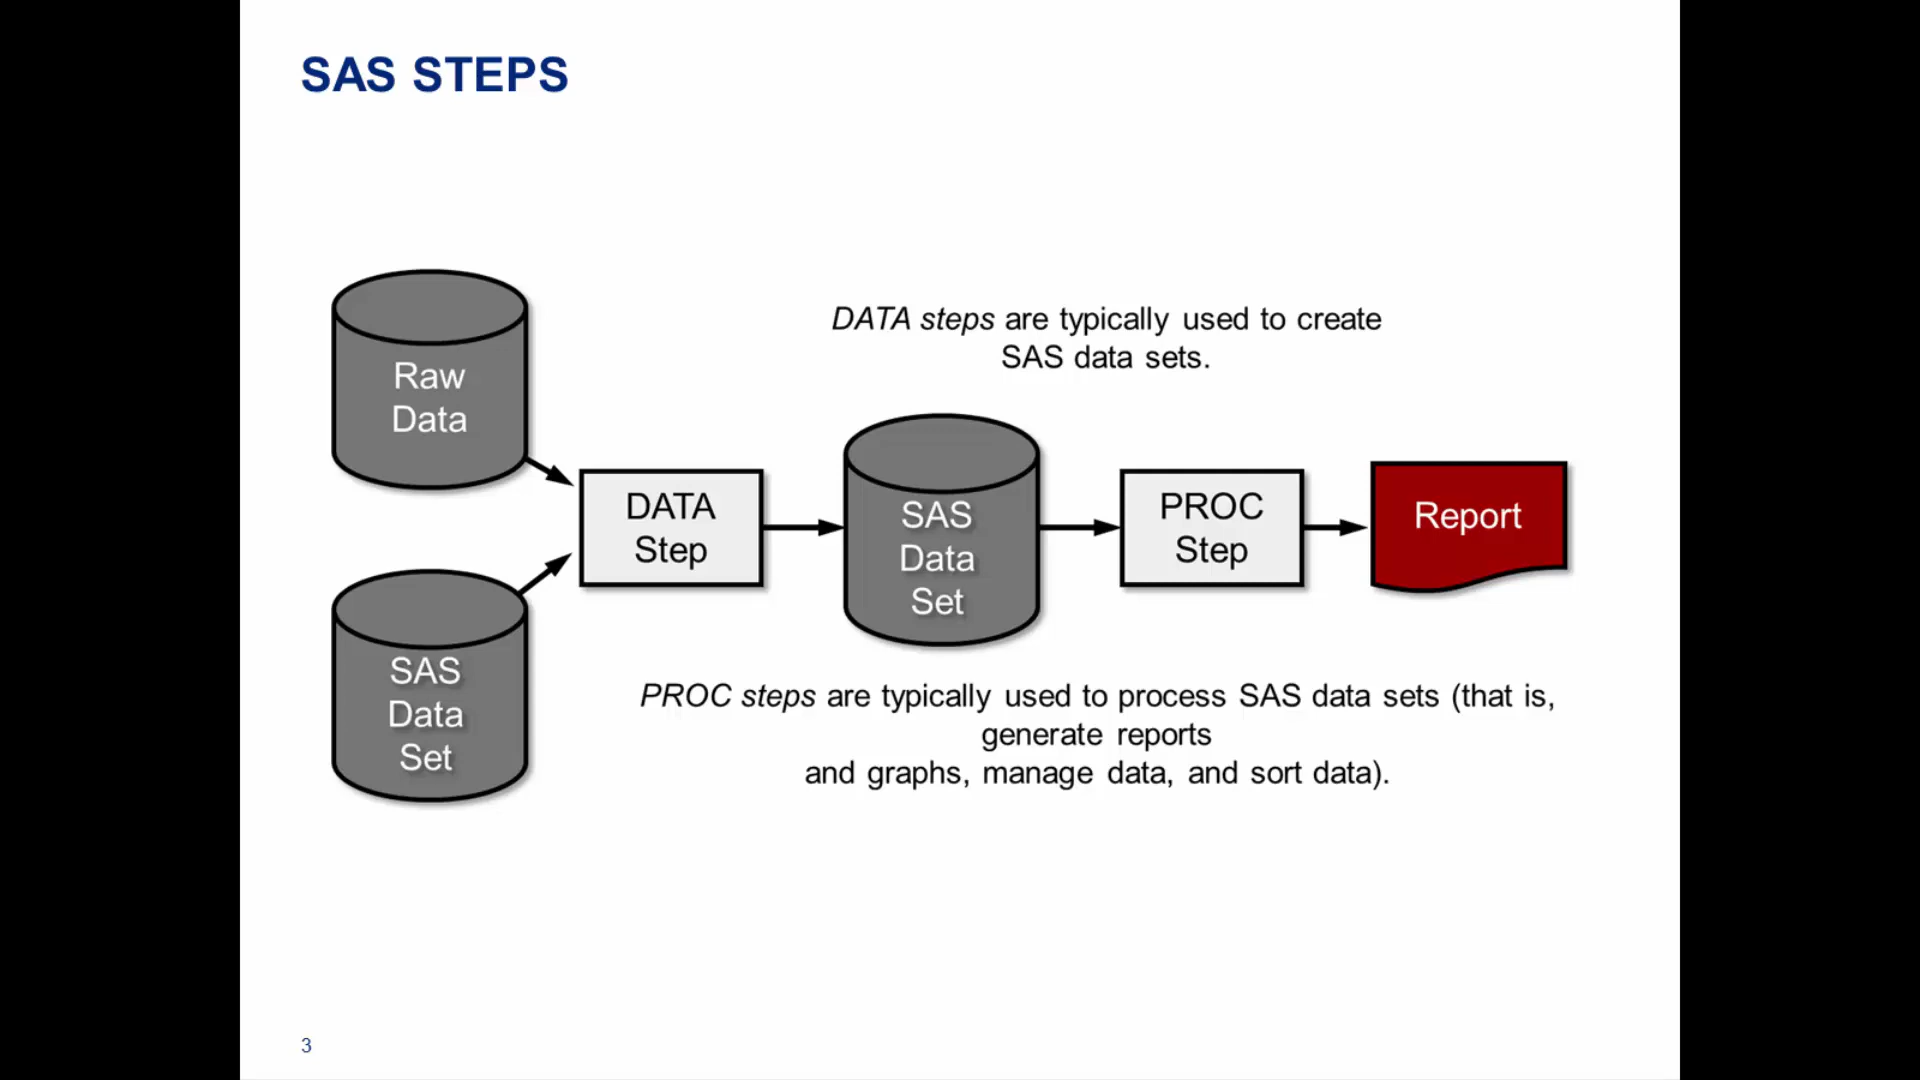 SAS STEPS
Raw
Data
DATA steps are typically used to create
SAS data sets.
DATA
Step
SAS
Data
Set
PROC
Step
Report
SAS
Data
Set
PROC steps are typically used to process SAS data sets (that is,
generate reports
and graphs, manage data, and sort data).
3